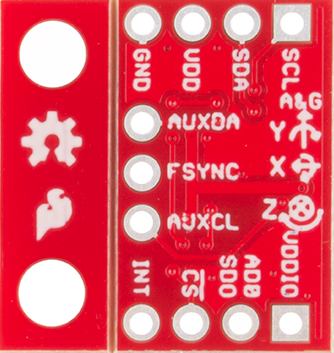 GND VDD SDA SCL
A&G
AUXDA Y
FSYNC X
AUXCL Z
INT CS SDO AD0 VDDIO